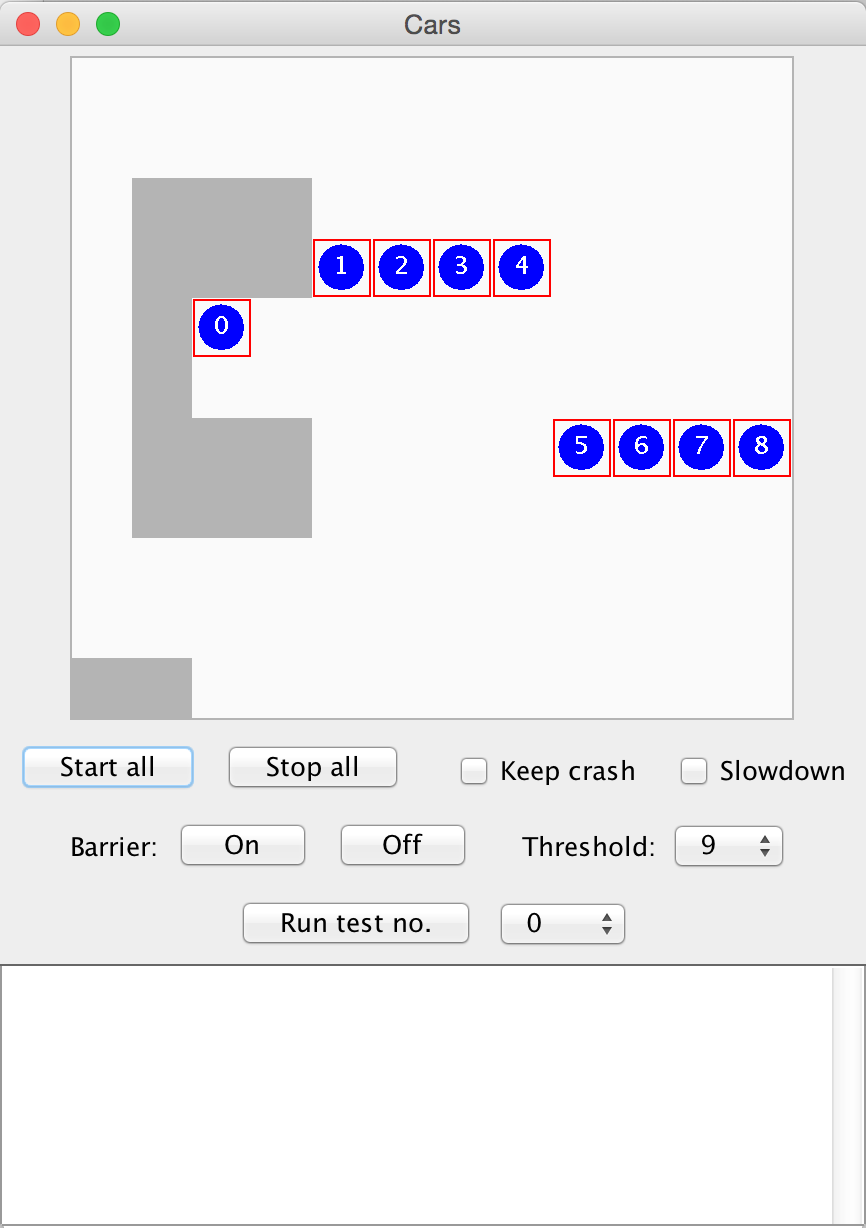 Cars
1 2 3 4
0
5 6 7 8
Start all Stop all Keep crash Slowdown
Barrier: On Off Threshold: 9
Run test no. 0